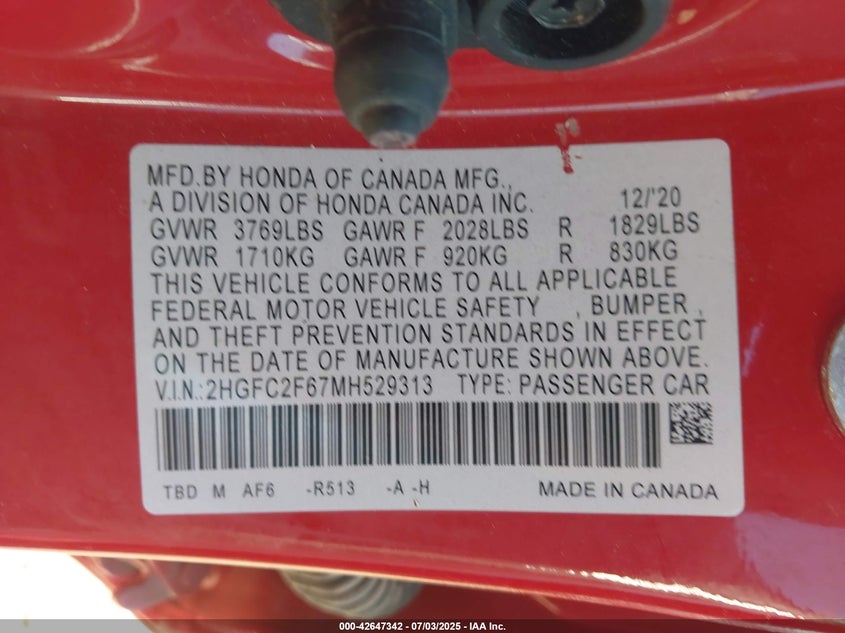 MFD.BY HONDA OF CANADA MFG.,
A DIVISION OF HONDA CANADA INC. 12/'20
GVWR 3769LBS GAWR F 2028LBS R 1829LBS
GVWR 1710KG GAWR F 920KG R 830KG
THIS VEHICLE CONFORMS TO ALL APPLICABLE
FEDERAL MOTOR VEHICLE SAFETY , BUMPER ,
AND THEFT PREVENTION STANDARDS IN EFFECT
ON THE DATE OF MANUFACTURE SHOWN ABOVE.
V.I.N.:2HGFC2F67MH529313 TYPE: PASSENGER CAR
TBD M AF6 -R513 -A -H MADE IN CANADA
000-42647342 - 07/03/2025 - IAA Inc.